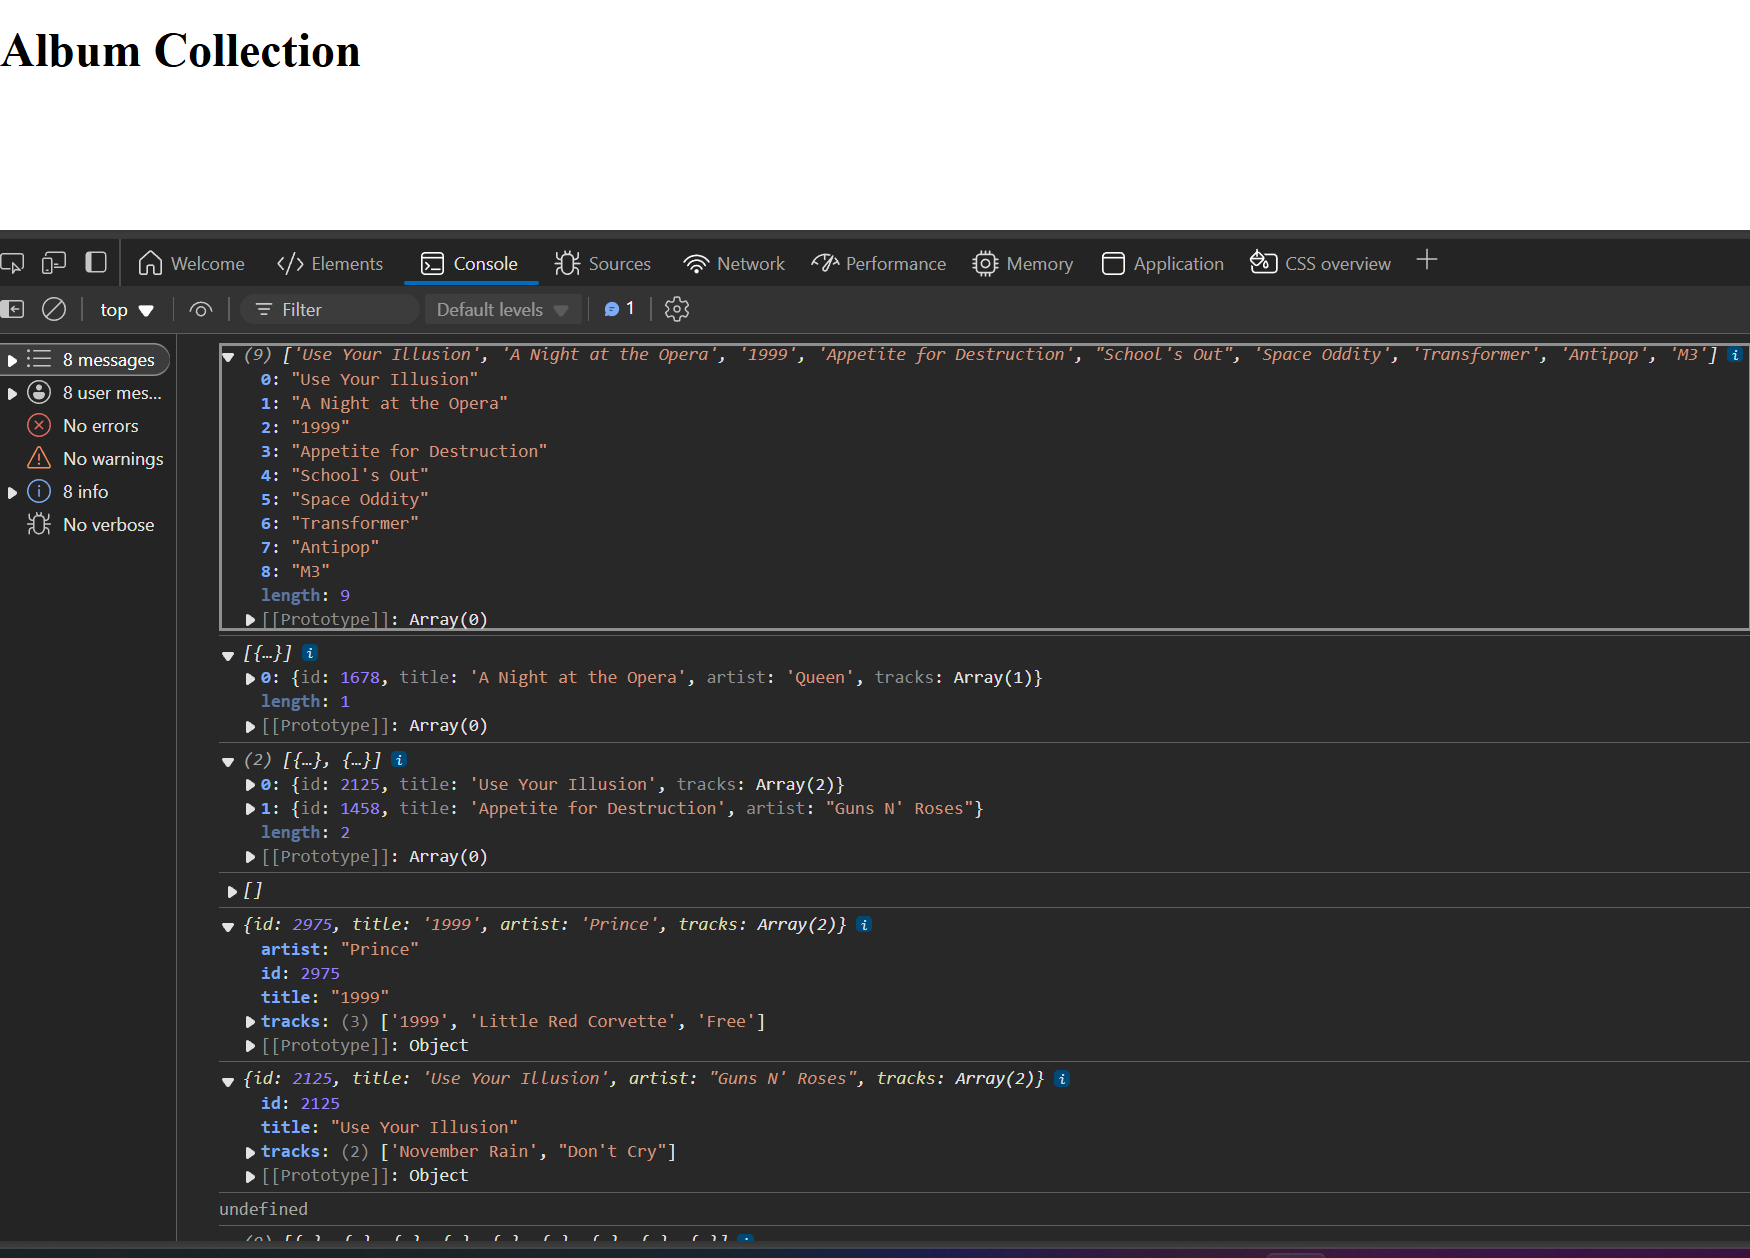 Album Collection
Welcome Elements Console Sources Network Performance Memory Application CSS overview
top Filter Default levels 1
8 messages
8 user mes...
No errors
No warnings
8 info
No verbose
(9) ['Use Your Illusion', 'A Night at the Opera', '1999', 'Appetite for Destruction', "School's Out", 'Space Oddity', 'Transformer', 'Antipop', 'M3'] i
0: "Use Your Illusion"
1: "A Night at the Opera"
2: "1999"
3: "Appetite for Destruction"
4: "School's Out"
5: "Space Oddity"
6: "Transformer"
7: "Antipop"
8: "M3"
length: 9
[[Prototype]]: Array(0)
[{…}] i
0: {id: 1678, title: 'A Night at the Opera', artist: 'Queen', tracks: Array(1)}
length: 1
[[Prototype]]: Array(0)
(2) [{…}, {…}] i
0: {id: 2125, title: 'Use Your Illusion', tracks: Array(2)}
1: {id: 1458, title: 'Appetite for Destruction', artist: "Guns N' Roses"}
length: 2
[[Prototype]]: Array(0)
[]
{id: 2975, title: '1999', artist: 'Prince', tracks: Array(2)} i
artist: "Prince"
id: 2975
title: "1999"
tracks: (3) ['1999', 'Little Red Corvette', 'Free']
[[Prototype]]: Object
{id: 2125, title: 'Use Your Illusion', artist: "Guns N' Roses", tracks: Array(2)} i
id: 2125
title: "Use Your Illusion"
tracks: (2) ['November Rain', "Don't Cry"]
[[Prototype]]: Object
undefined